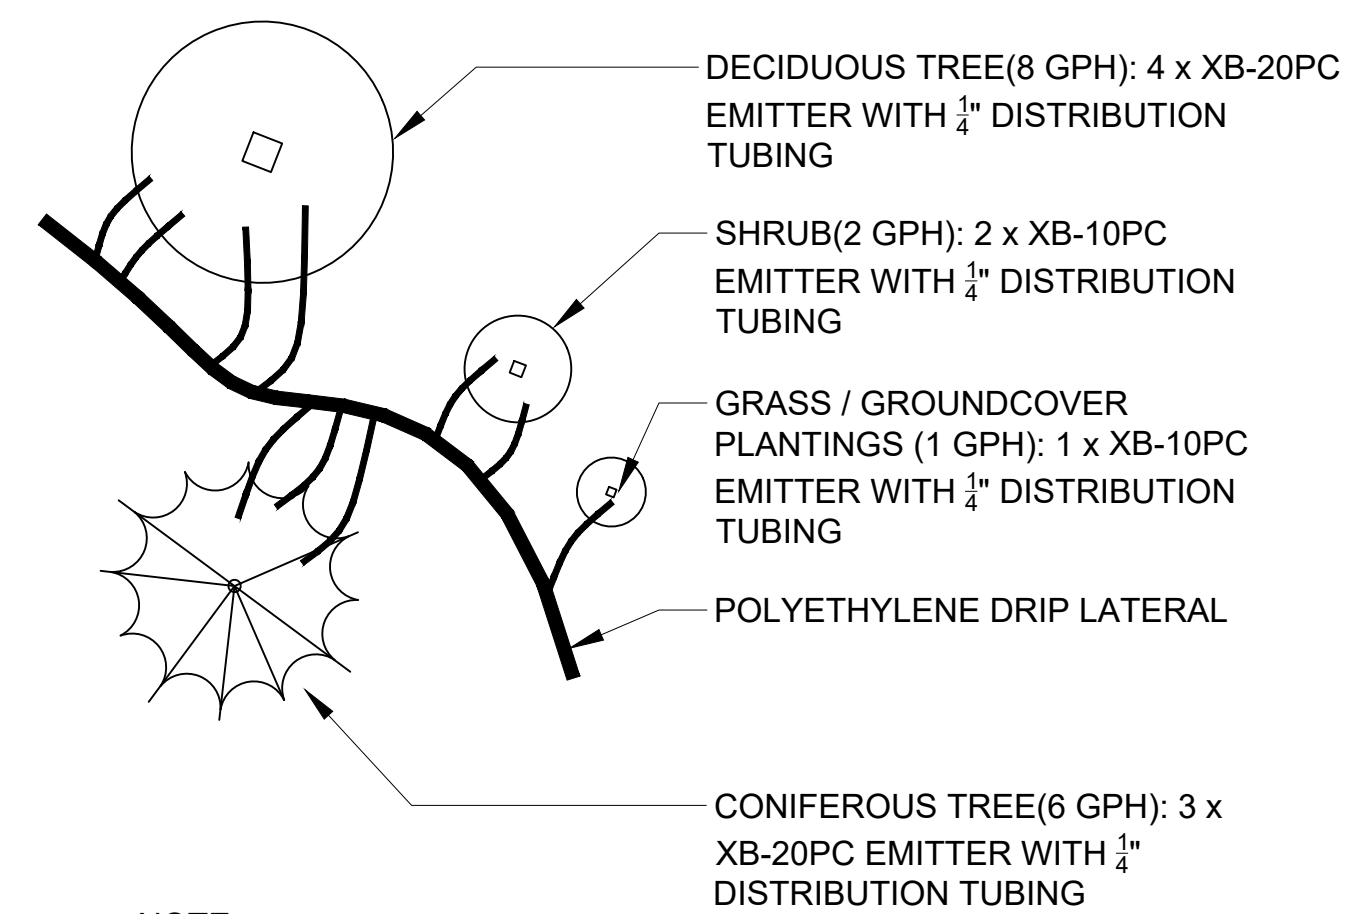 DECIDUOUS TREE(8 GPH): 4 x XB-20PC
EMITTER WITH 1/4" DISTRIBUTION
TUBING
SHRUB(2 GPH): 2 x XB-10PC
EMITTER WITH 1/4" DISTRIBUTION
TUBING
GRASS / GROUNDCOVER
PLANTINGS (1 GPH): 1 x XB-10PC
EMITTER WITH 1/4" DISTRIBUTION
TUBING
POLYETHYLENE DRIP LATERAL
CONIFEROUS TREE(6 GPH): 3 x
XB-20PC EMITTER WITH 1/4"
DISTRIBUTION TUBING